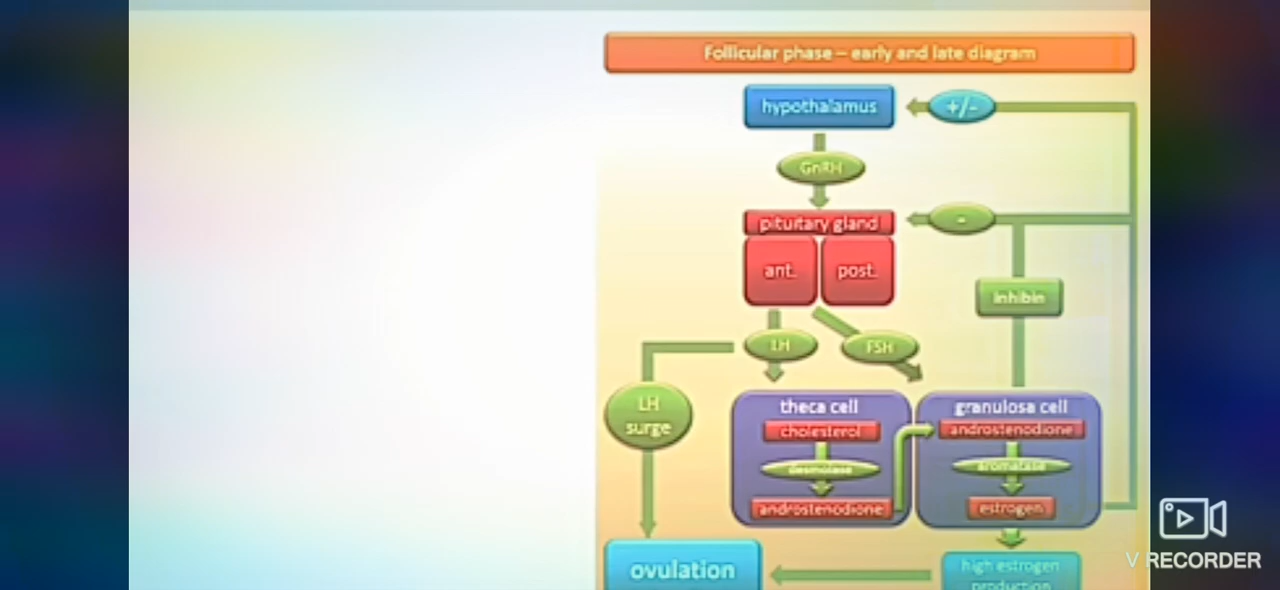 Follicular phase – early and late diagram
hypothalamus
+/-
GnRH
pituitary gland
-
ant.
post.
Inhibin
LH
FSH
LH
surge
theca cell
granulosa cell
cholesterol
androstenodione
desmolase
aromatase
androstenodione
estrogen
ovulation
high estrogen
production
V RECORDER